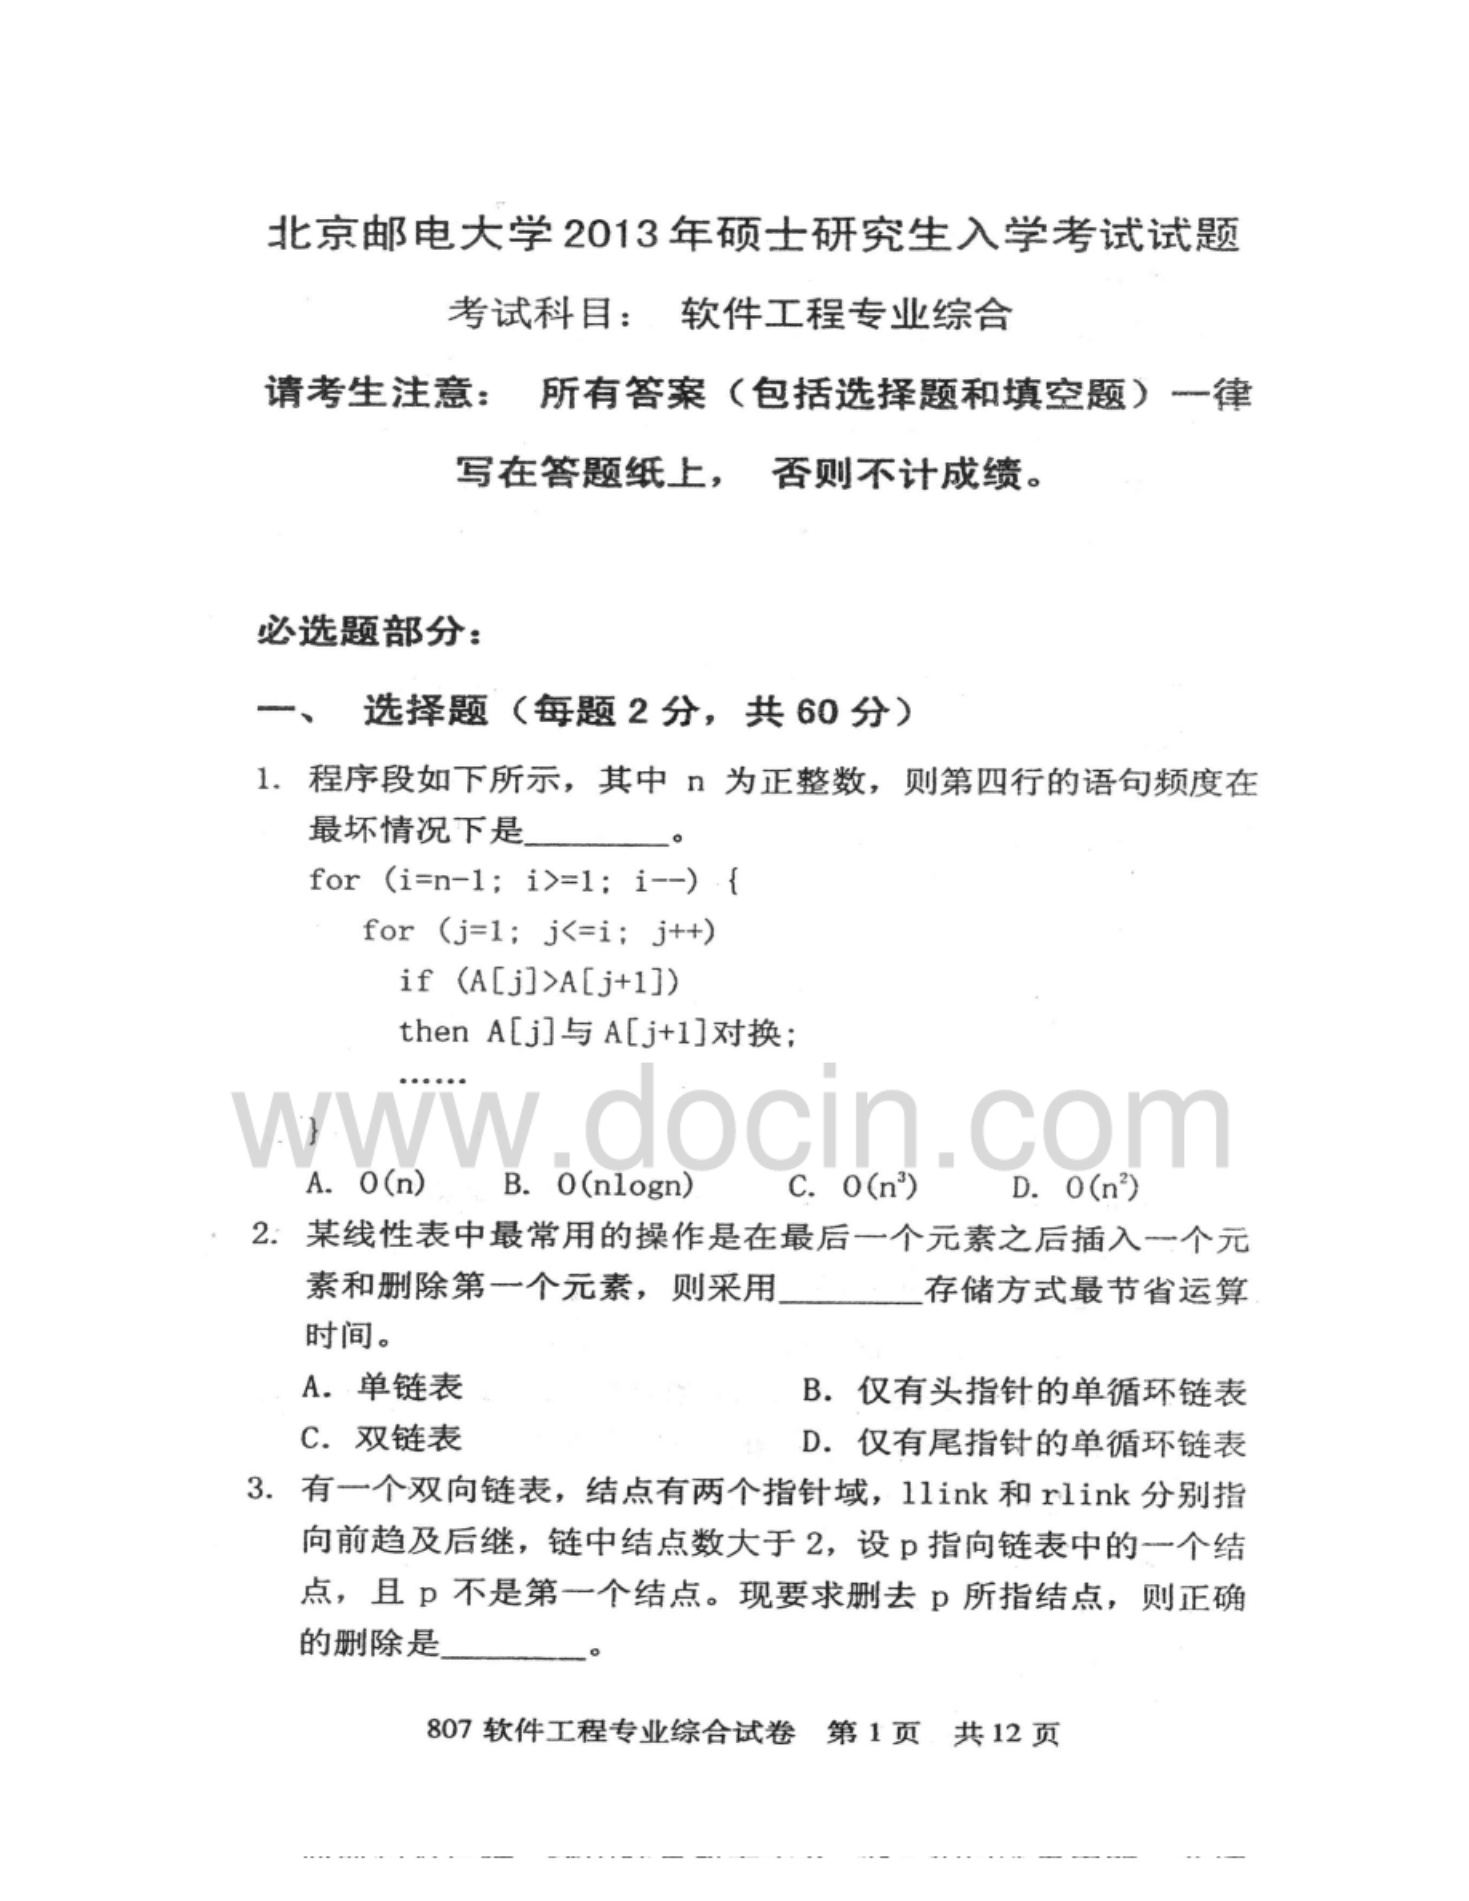 北京邮电大学2013年硕士研究生入学考试试题
考试科目： 软件工程专业综合
请考生注意： 所有答案（包括选择题和填空题）一律
写在答题纸上， 否则不计成绩。
必选题部分：
一、 选择题（每题 2 分，共 60 分）
1. 程序段如下所示，其中 n 为正整数，则第四行的语句频度在
最坏情况下是________。
for (i=n-1; i>=1; i--) {
for (j=1; j<=i; j++)
if (A[j]>A[j+1])
then A[j]与 A[j+1]对换;
……
}
www.docin.com
A. O(n) B. O(nlogn) C. O(n³) D. O(n²)
2. 某线性表中最常用的操作是在最后一个元素之后插入一个元
素和删除第一个元素，则采用________存储方式最节省运算
时间。
A. 单链表 B. 仅有头指针的单循环链表
C. 双链表 D. 仅有尾指针的单循环链表
3. 有一个双向链表，结点有两个指针域，llink 和 rlink 分别指
向前趋及后继，链中结点数大于 2，设 p 指向链表中的一个结
点，且 p 不是第一个结点。现要求删去 p 所指结点，则正确
的删除是________。
807 软件工程专业综合试卷 第 1 页 共 12 页